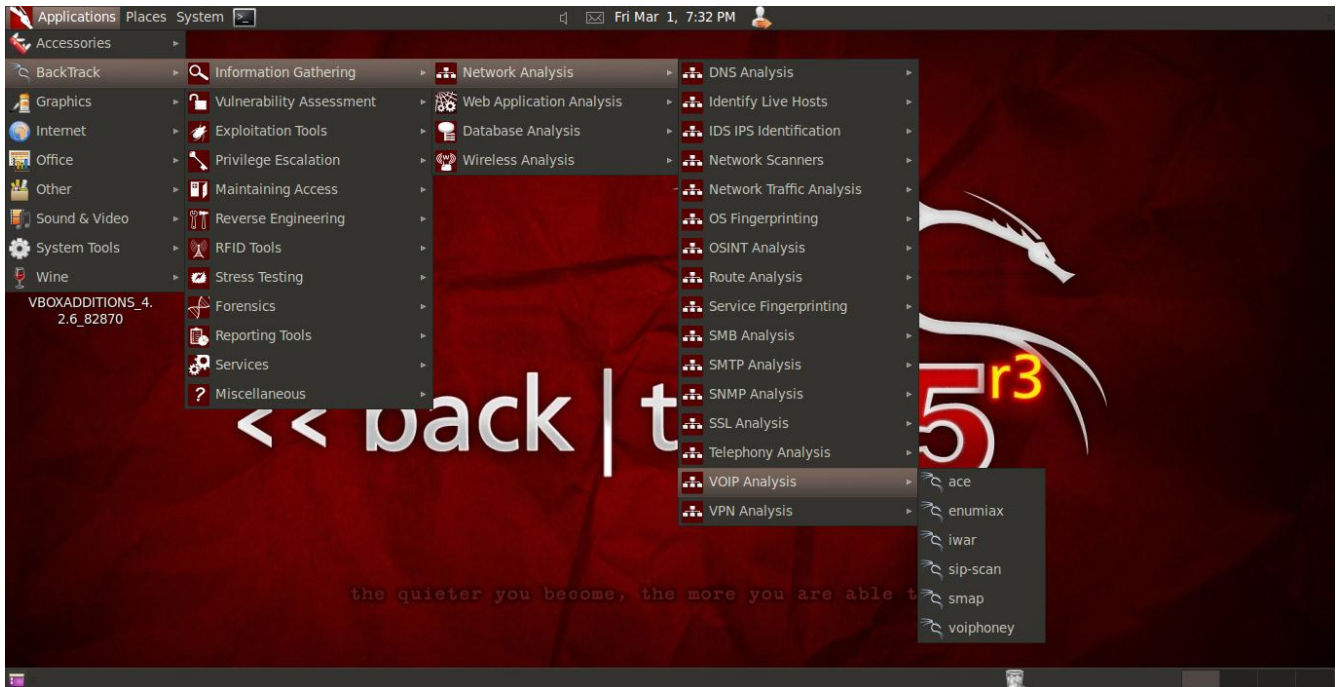 Applications Places System Fri Mar 1, 7:32 PM
Accessories
BackTrack
Graphics
Internet
Office
Other
Sound & Video
System Tools
Wine
VBOXADDITIONS_4.
2.6_82870
Information Gathering
Vulnerability Assessment
Exploitation Tools
Privilege Escalation
Maintaining Access
Reverse Engineering
RFID Tools
Stress Testing
Forensics
Reporting Tools
Services
Miscellaneous
Network Analysis
Web Application Analysis
Database Analysis
Wireless Analysis
DNS Analysis
Identify Live Hosts
IDS IPS Identification
Network Scanners
Network Traffic Analysis
OS Fingerprinting
OSINT Analysis
Route Analysis
Service Fingerprinting
SMB Analysis
SMTP Analysis
SNMP Analysis
SSL Analysis
Telephony Analysis
VOIP Analysis
VPN Analysis
ace
enumiax
iwar
sip-scan
smap
voiphoney
<< back | t 5 r3
the quieter you become, the more you are able t